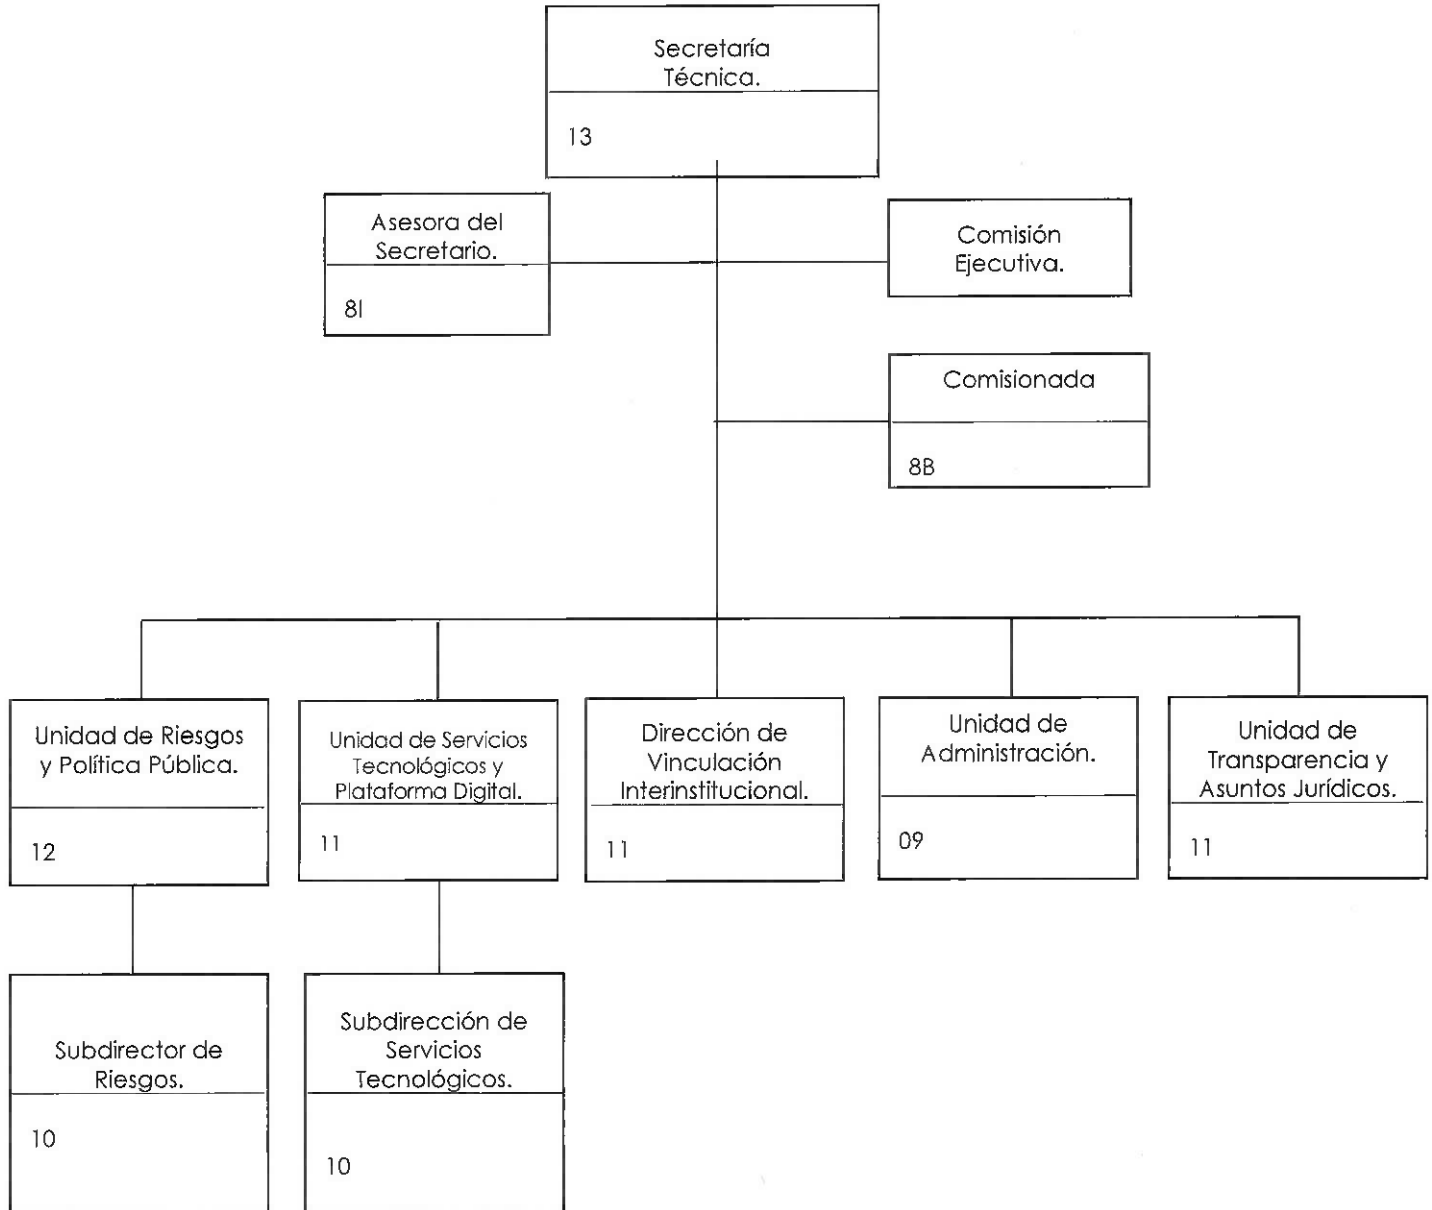 Secretaría
Técnica.
13
Asesora del
Secretario.
8I
Comisión
Ejecutiva.
Comisionada
8B
Unidad de Riesgos
y Política Pública.
12
Unidad de Servicios
Tecnológicos y
Plataforma Digital.
11
Dirección de
Vinculación
Interinstitucional.
11
Unidad de
Administración.
09
Unidad de
Transparencia y
Asuntos Jurídicos.
11
Subdirector de
Riesgos.
10
Subdirección de
Servicios
Tecnológicos.
10